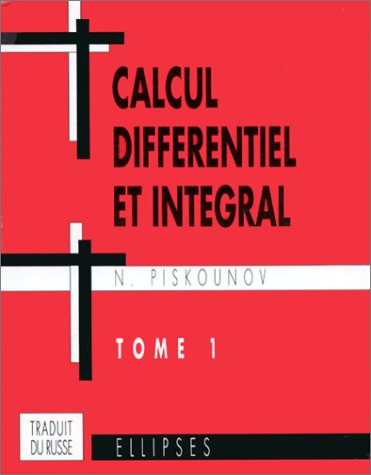 CALCUL
DIFFERENTIEL
ET INTEGRAL
N. PISKOUNOV
TOME 1
TRADUIT
DU RUSSE
ELLIPSES